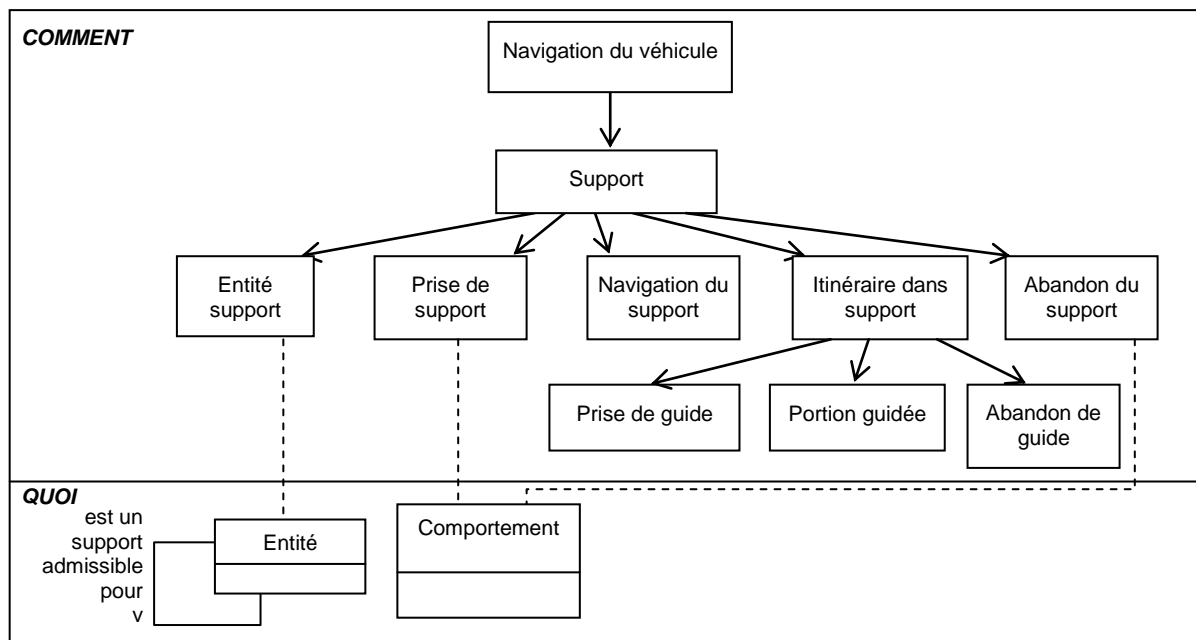 COMMENT
Navigation du véhicule
Support
Entité
support
Prise de
support
Navigation du
support
Itinéraire dans
support
Abandon du
support
Prise de guide
Portion guidée
Abandon de
guide
QUOI
est un
support
admissible
pour
v
Entité
Comportement